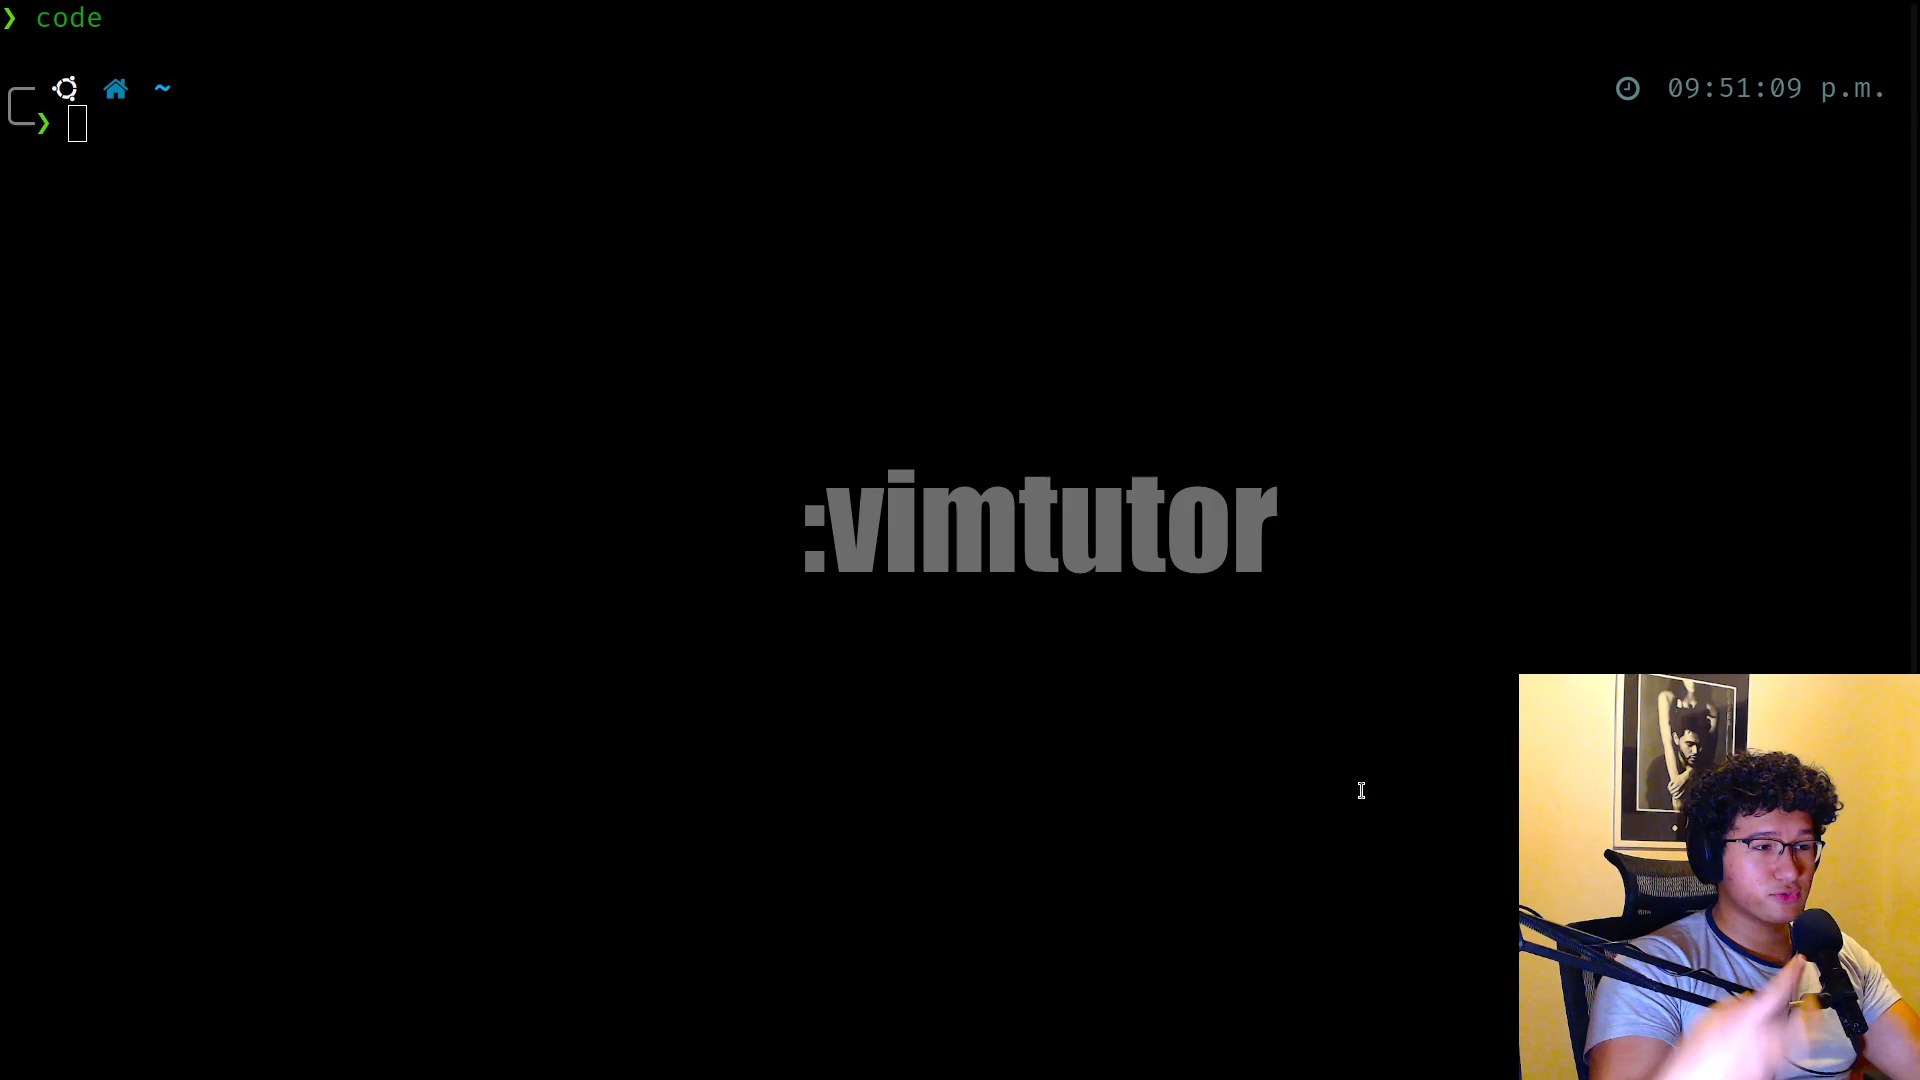 ❯ code
~ 09:51:09 p.m.
❯
:vimtutor